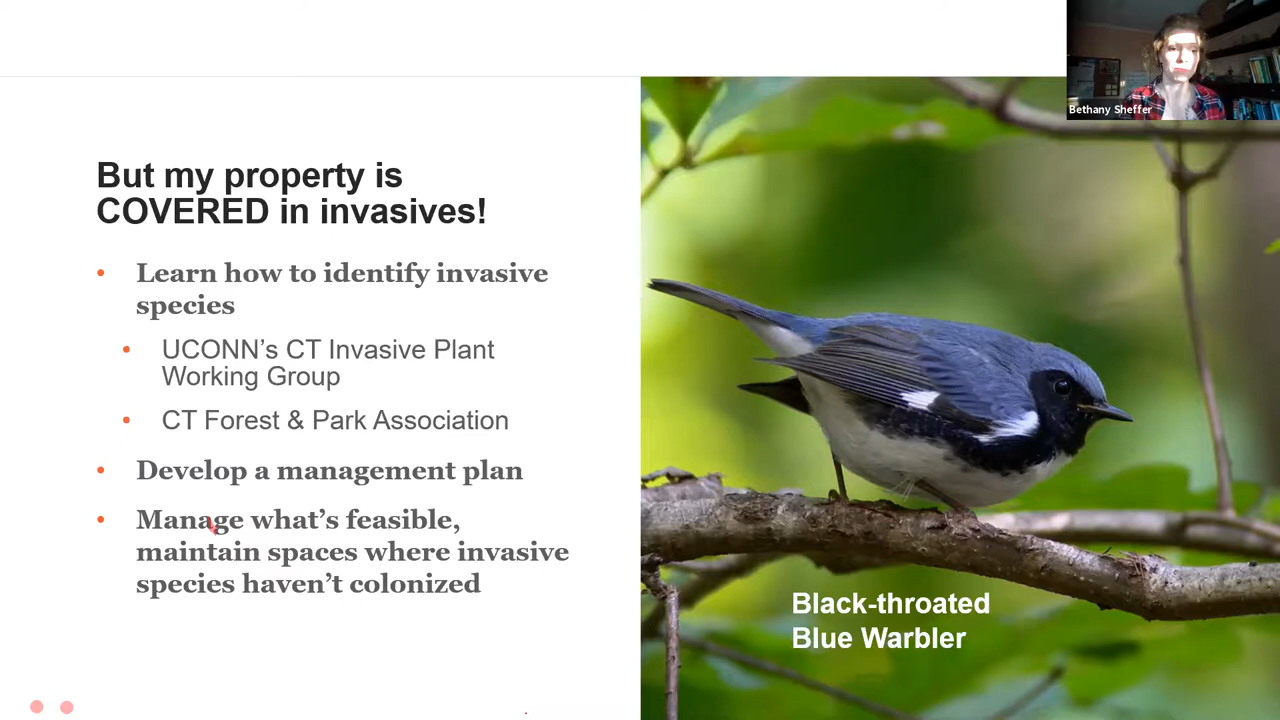 Bethany Sheffer
But my property is
COVERED in invasives!
• Learn how to identify invasive
species
• UCONN’s CT Invasive Plant
Working Group
• CT Forest & Park Association
• Develop a management plan
• Manage what’s feasible,
maintain spaces where invasive
species haven’t colonized
Black-throated
Blue Warbler